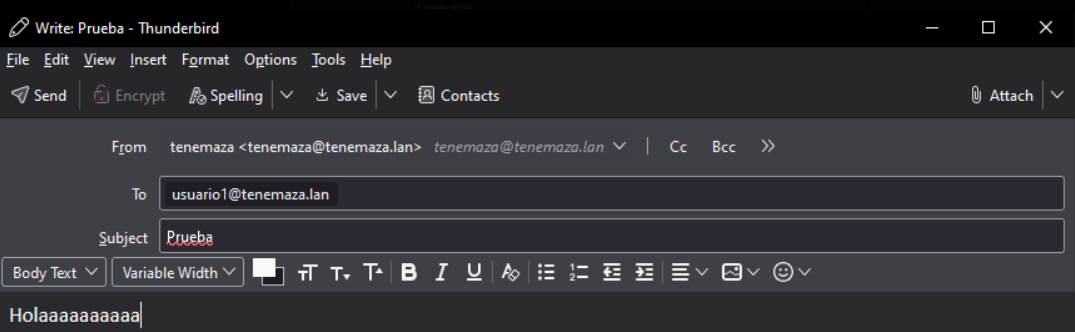 Write: Prueba - Thunderbird
File Edit View Insert Format Options Tools Help
Send Encrypt Spelling Save Contacts Attach
From tenemaza <tenemaza@tenemaza.lan> tenemaza@tenemaza.lan Cc Bcc
To usuario1@tenemaza.lan
Subject Prueba
Body Text Variable Width B I U
Holaaaaaaaaaa